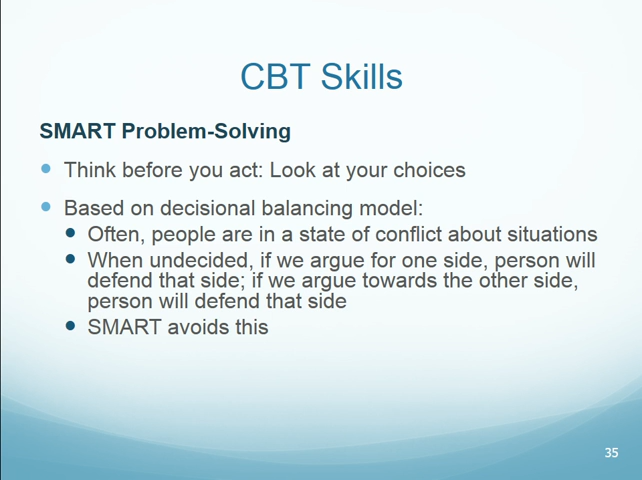 CBT Skills
SMART Problem-Solving
Think before you act: Look at your choices
Based on decisional balancing model:
Often, people are in a state of conflict about situations
When undecided, if we argue for one side, person will
defend that side; if we argue towards the other side,
person will defend that side
SMART avoids this
35